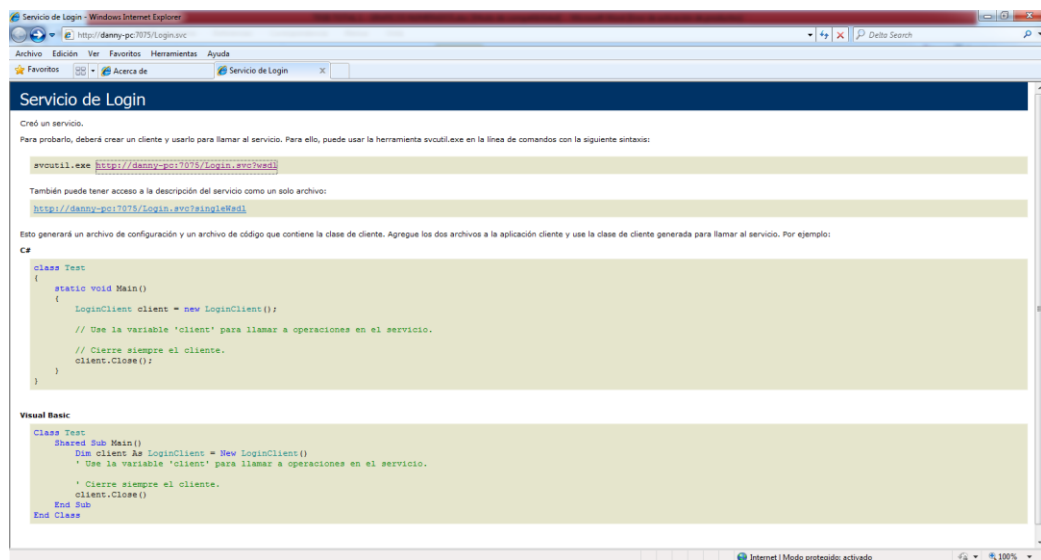 Servicio de Login - Windows Internet Explorer
http://danny-pc:7075/Login.svc
Delta Search
Archivo Edición Ver Favoritos Herramientas Ayuda
Favoritos Acerca de Servicio de Login X
Servicio de Login
Creó un servicio.
Para probarlo, deberá crear un cliente y usarlo para llamar al servicio. Para ello, puede usar la herramienta svcutil.exe en la línea de comandos con la siguiente sintaxis:
svcutil.exe http://danny-pc:7075/Login.svc?wsdl
También puede tener acceso a la descripción del servicio como un solo archivo:
http://danny-pc:7075/Login.svc?singleWsdl
Esto generará un archivo de configuración y un archivo de código que contiene la clase de cliente. Agregue los dos archivos a la aplicación cliente y use la clase de cliente generada para llamar al servicio. Por ejemplo:
C#
class Test
{
static void Main()
{
LoginClient client = new LoginClient();
// Use la variable 'client' para llamar a operaciones en el servicio.
// Cierre siempre el cliente.
client.Close();
}
}
Visual Basic
Class Test
Shared Sub Main()
Dim client As LoginClient = New LoginClient()
' Use la variable 'client' para llamar a operaciones en el servicio.
' Cierre siempre el cliente.
client.Close()
End Sub
End Class
Internet | Modo protegido: activado
100%